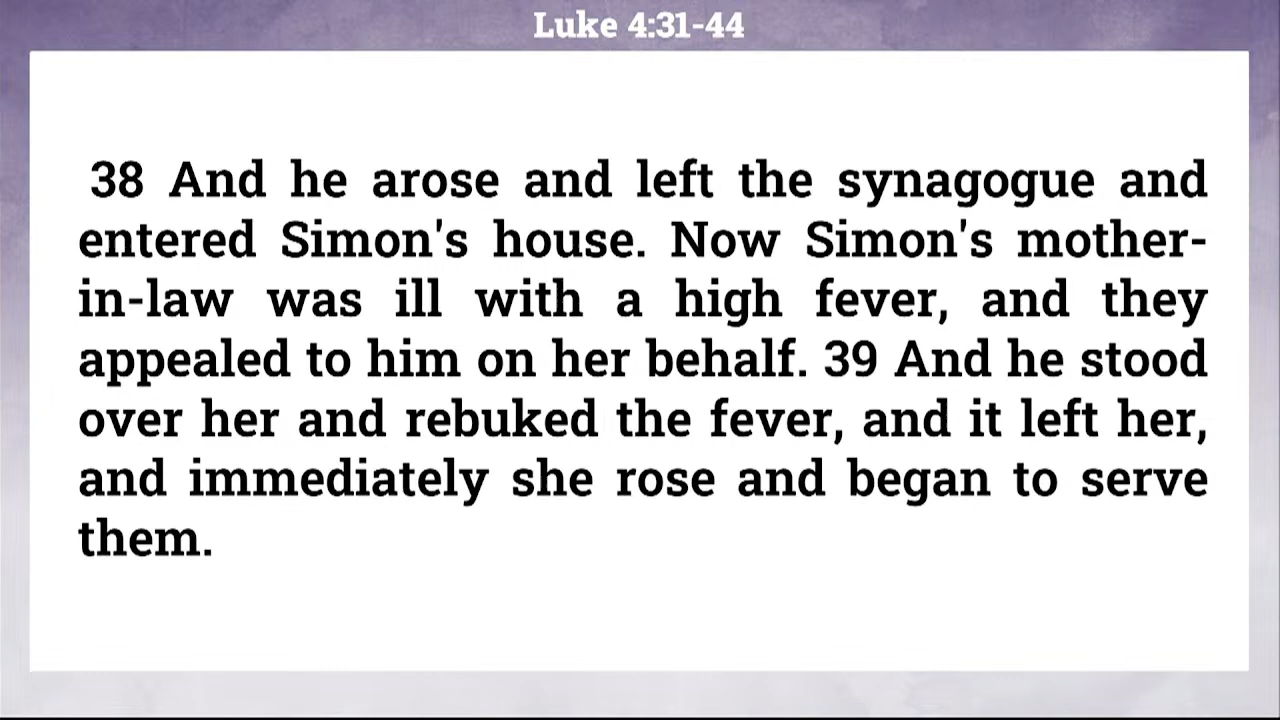 Luke 4:31-44
38 And he arose and left the synagogue and
entered Simon's house. Now Simon's mother-
in-law was ill with a high fever, and they
appealed to him on her behalf. 39 And he stood
over her and rebuked the fever, and it left her,
and immediately she rose and began to serve
them.